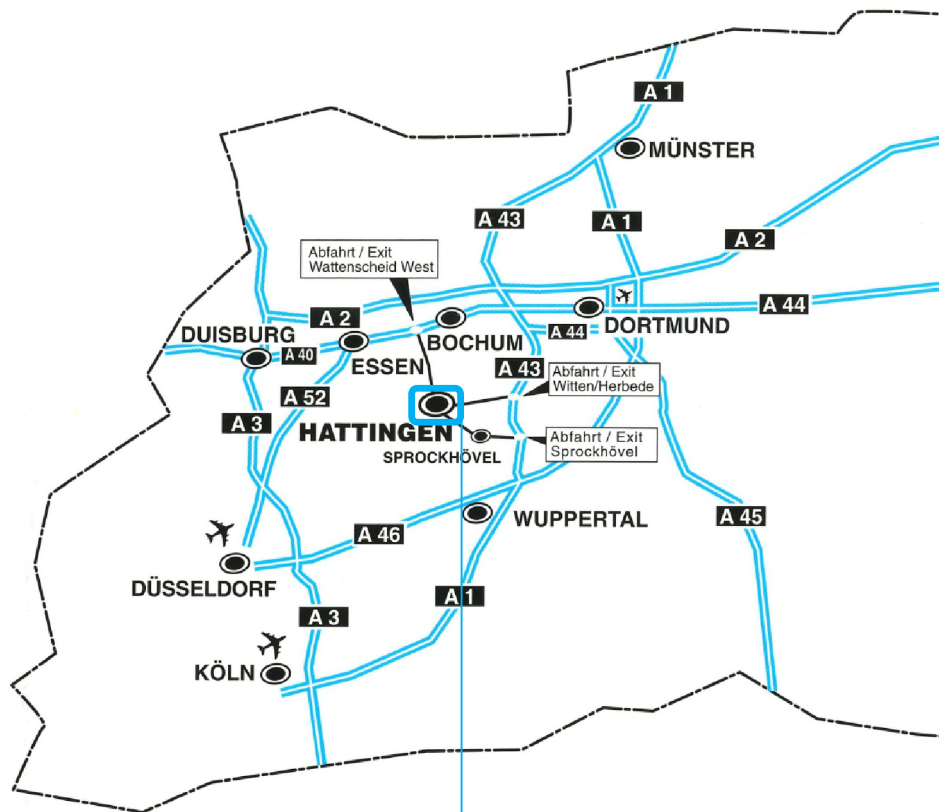 A 1
MÜNSTER
A 43
A 1
A 2
Abfahrt / Exit
Wattenscheid West
A 44
A 2
DORTMUND
DUISBURG
BOCHUM
A 44
A 40
ESSEN
A 43
Abfahrt / Exit
Witten/Herbede
A 52
A 3
HATTINGEN
Abfahrt / Exit
Sprockhövel
SPROCKHÖVEL
WUPPERTAL
A 45
A 46
DÜSSELDORF
A 1
A 3
KÖLN